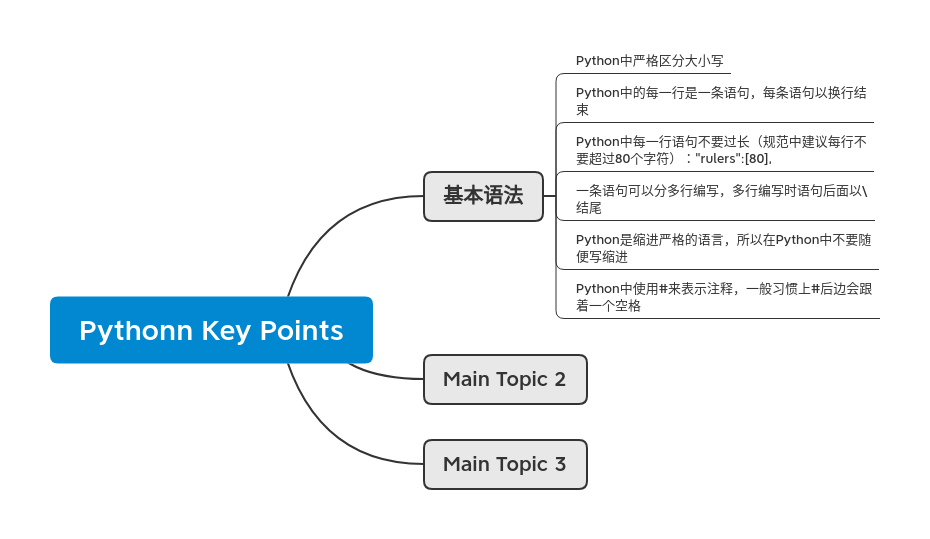 Python中严格区分大小写
Python中的每一行是一条语句，每条语句以换行结
束
Python中每一行语句不要过长（规范中建议每行不
要超过80个字符）："rulers":[80],
一条语句可以分多行编写，多行编写时语句后面以\
结尾
Python是缩进严格的语言，所以在Python中不要随
便写缩进
Python中使用#来表示注释，一般习惯上#后边会跟
着一个空格
基本语法
Pythonn Key Points
Main Topic 2
Main Topic 3